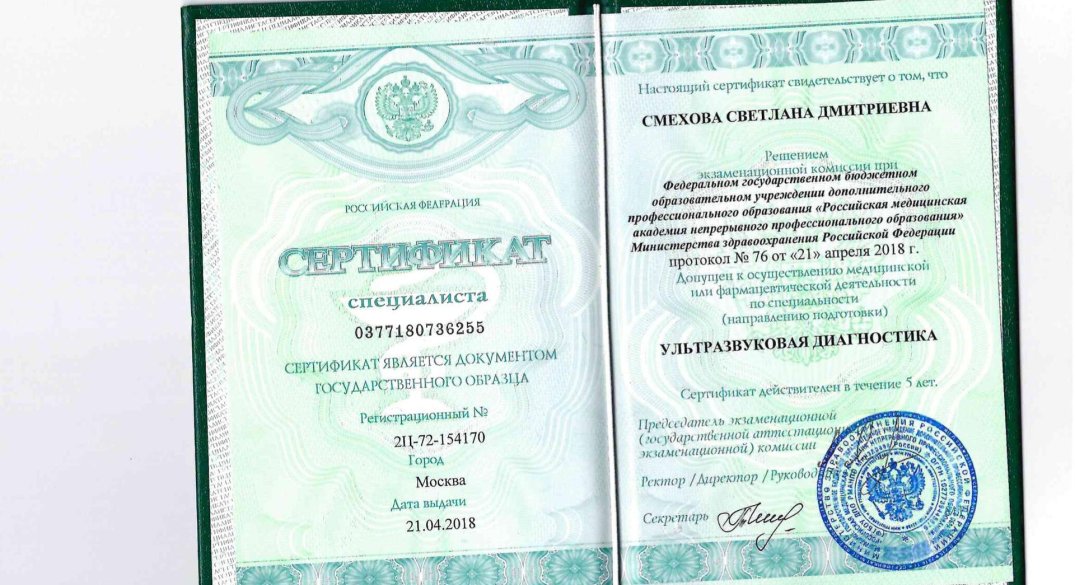 РОССИЙСКАЯ ФЕДЕРАЦИЯ
СЕРТИФИКАТ
специалиста
0377180736255
СЕРТИФИКАТ ЯВЛЯЕТСЯ ДОКУМЕНТОМ
ГОСУДАРСТВЕННОГО ОБРАЗЦА
Регистрационный №
2Ц-72-154170
Город
Москва
Дата выдачи
21.04.2018
Настоящий сертификат свидетельствует о том, что
СМЕХОВА СВЕТЛАНА ДМИТРИЕВНА
Решением
экзаменационной комиссии при
Федеральном государственном бюджетном
образовательном учреждении дополнительного
профессионального образования «Российская медицинская
академия непрерывного профессионального образования»
Министерства здравоохранения Российской Федерации
протокол № 76 от «21» апреля 2018 г.
Допущен к осуществлению медицинской
или фармацевтической деятельности
по специальности
(направлению подготовки)
УЛЬТРАЗВУКОВАЯ ДИАГНОСТИКА
Сертификат действителен в течение 5 лет.
Председатель экзаменационной
(государственной аттестационной
экзаменационной) комиссии
Ректор /Директор /Руковод
Секретарь
МИНИСТЕРСТВО ЗДРАВООХРАНЕНИЯ РОССИЙСКОЙ ФЕДЕРАЦИИ